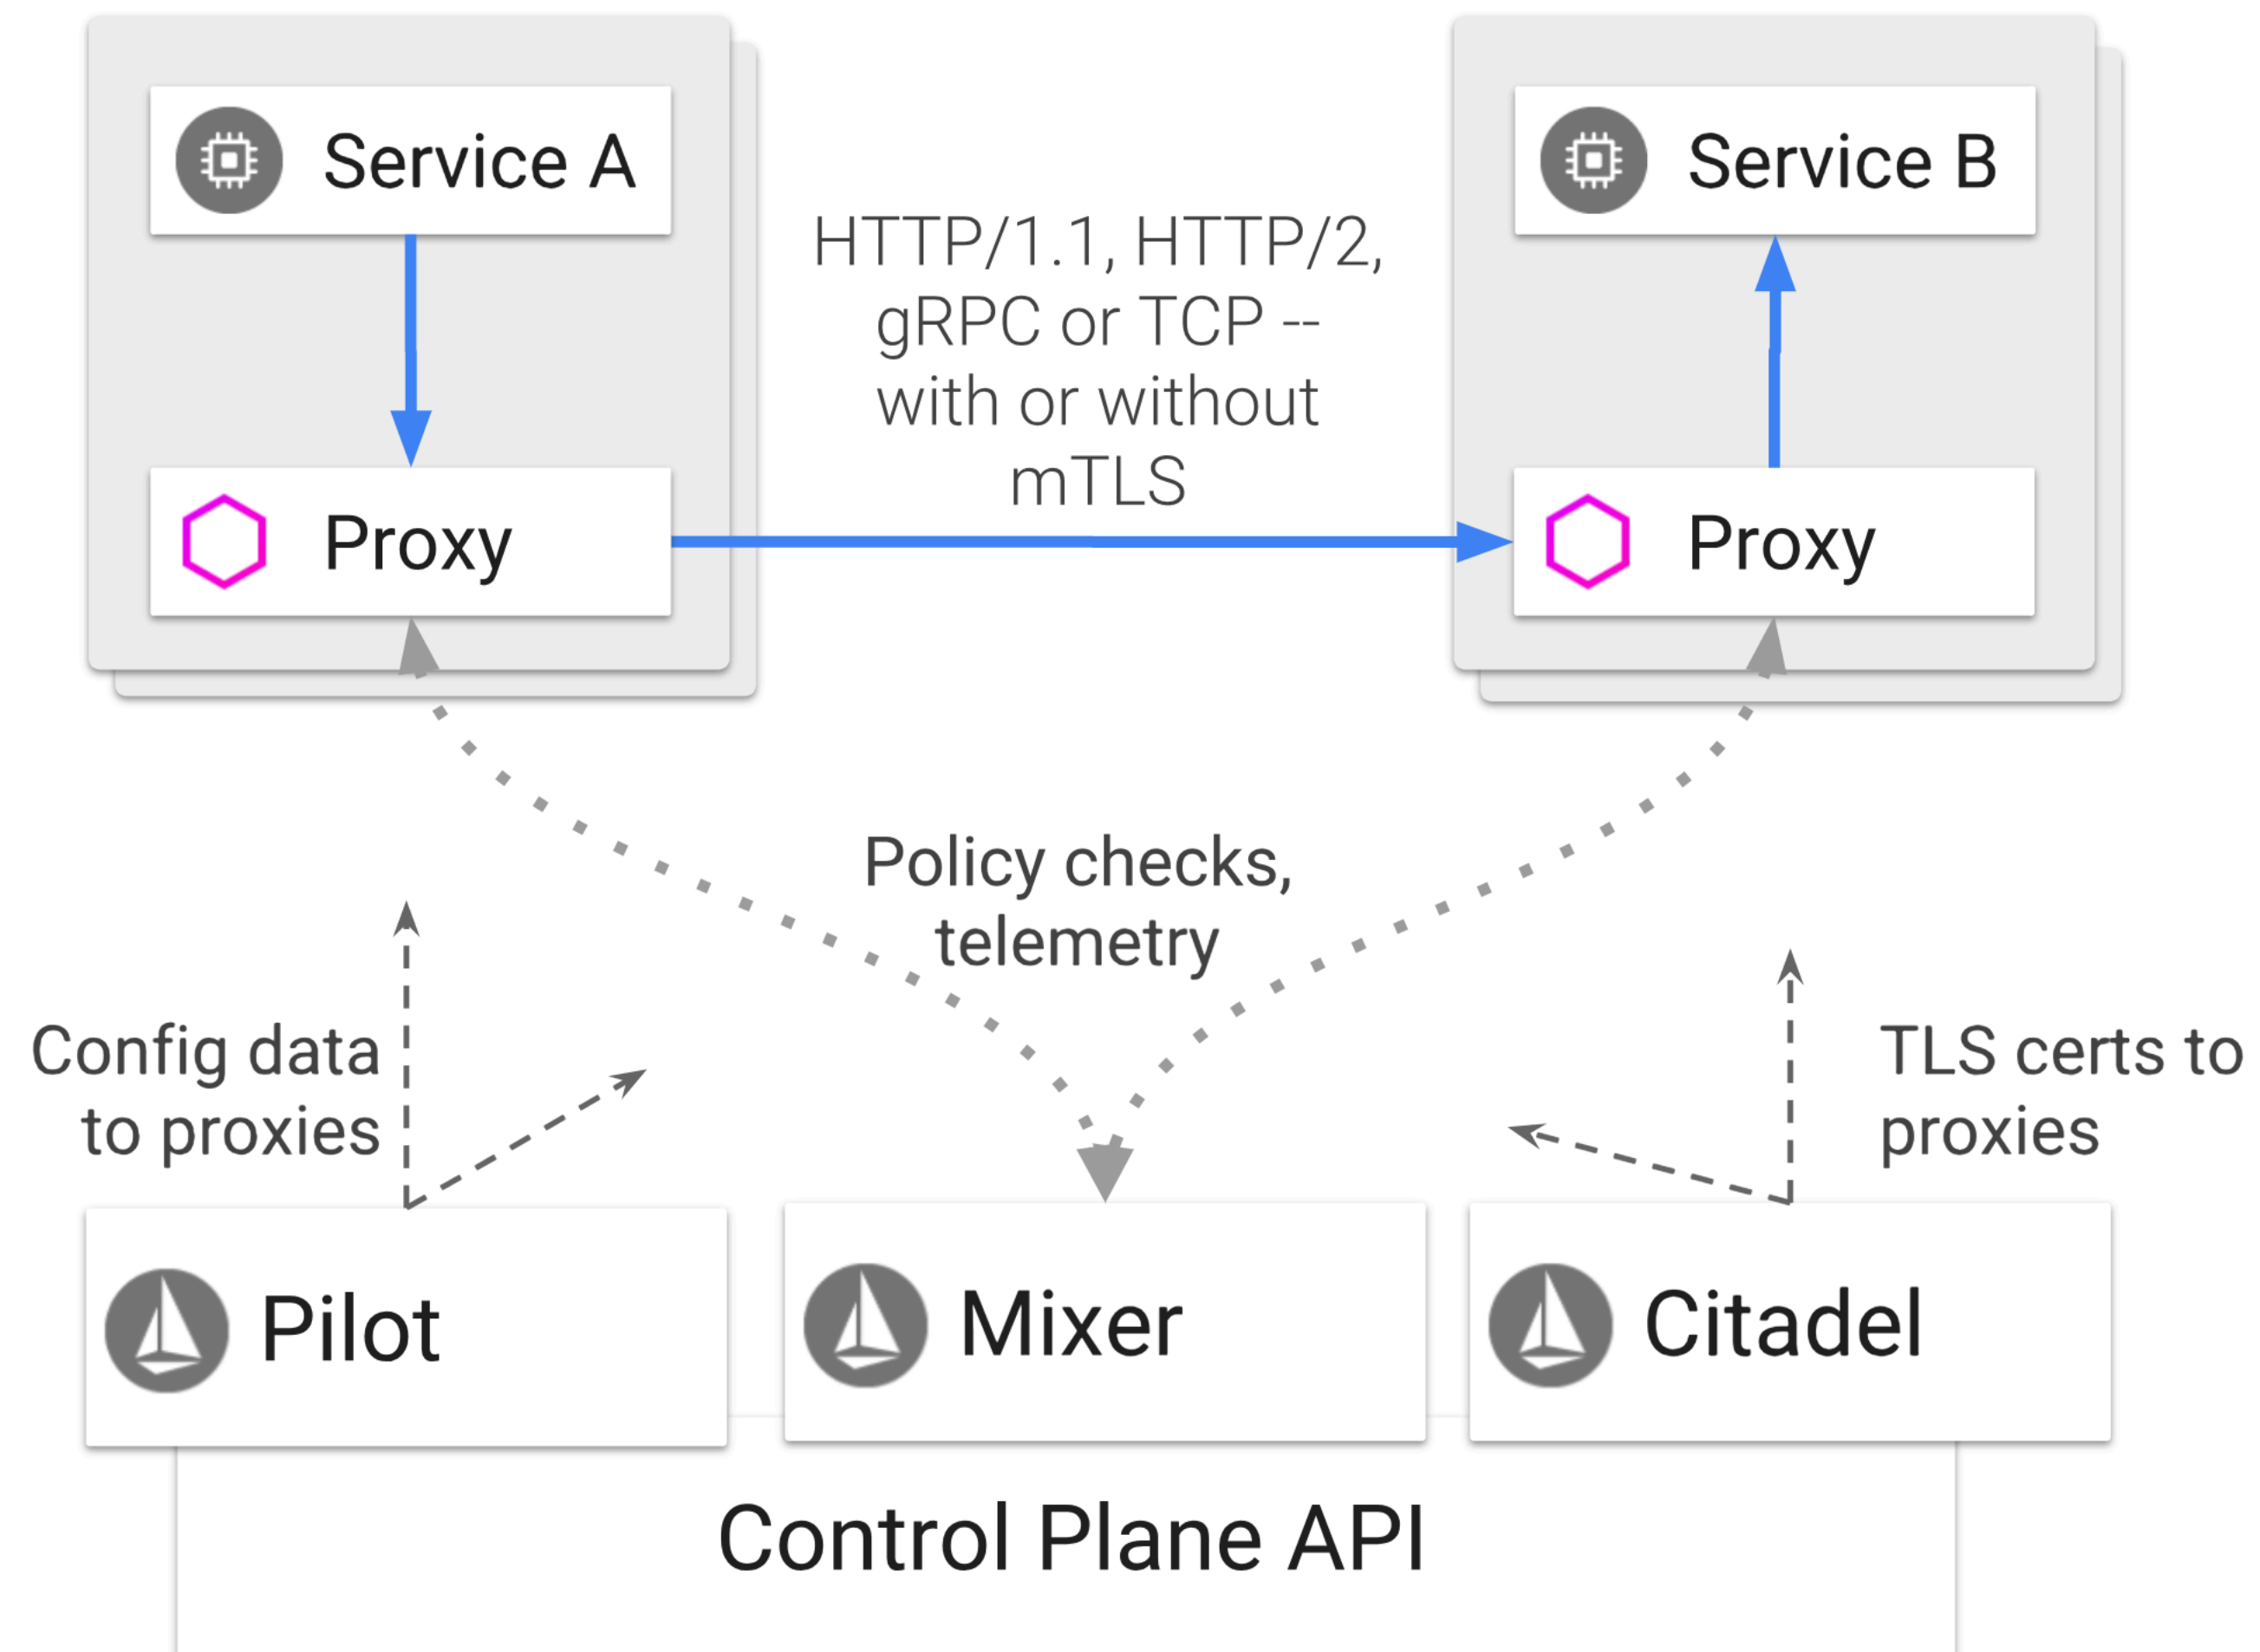 Service A
Service B
HTTP/1.1, HTTP/2,
gRPC or TCP --
with or without
mTLS
Proxy
Proxy
Policy checks,
telemetry
Config data
to proxies
TLS certs to
proxies
Pilot
Mixer
Citadel
Control Plane API